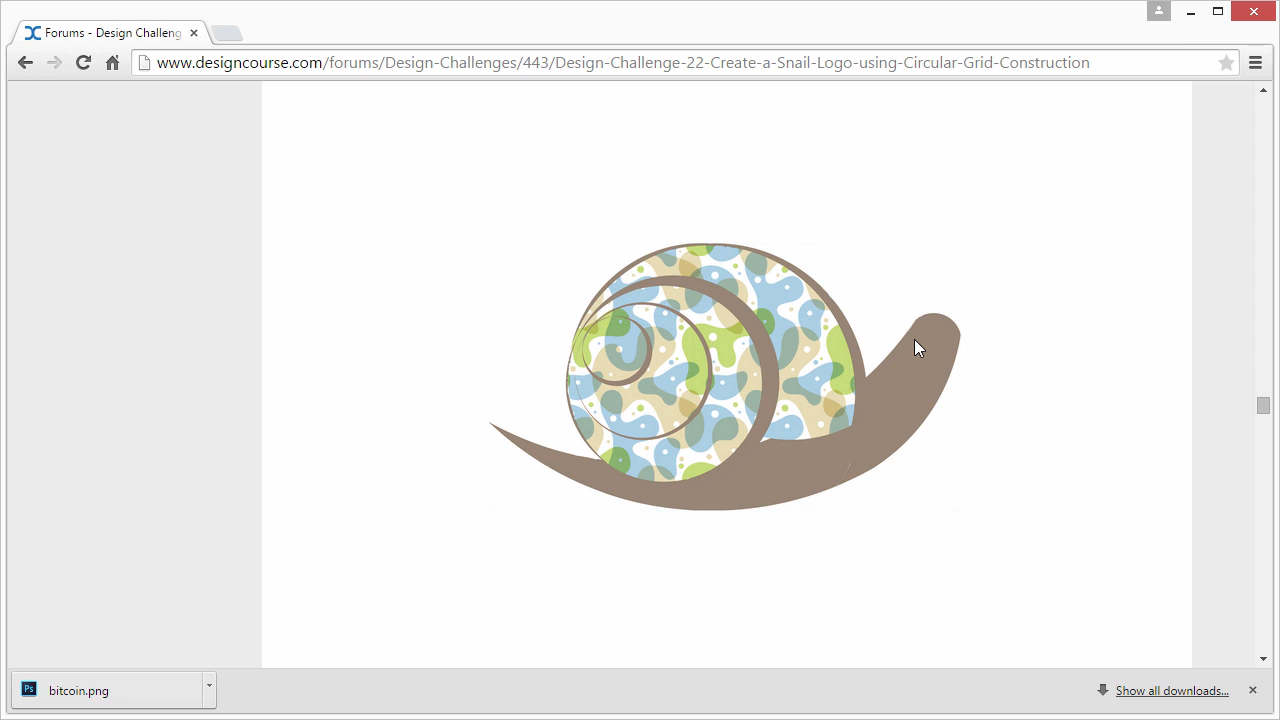 Forums - Design Challeng
www.designcourse.com/forums/Design-Challenges/443/Design-Challenge-22-Create-a-Snail-Logo-using-Circular-Grid-Construction
Ps
bitcoin.png
Show all downloads...